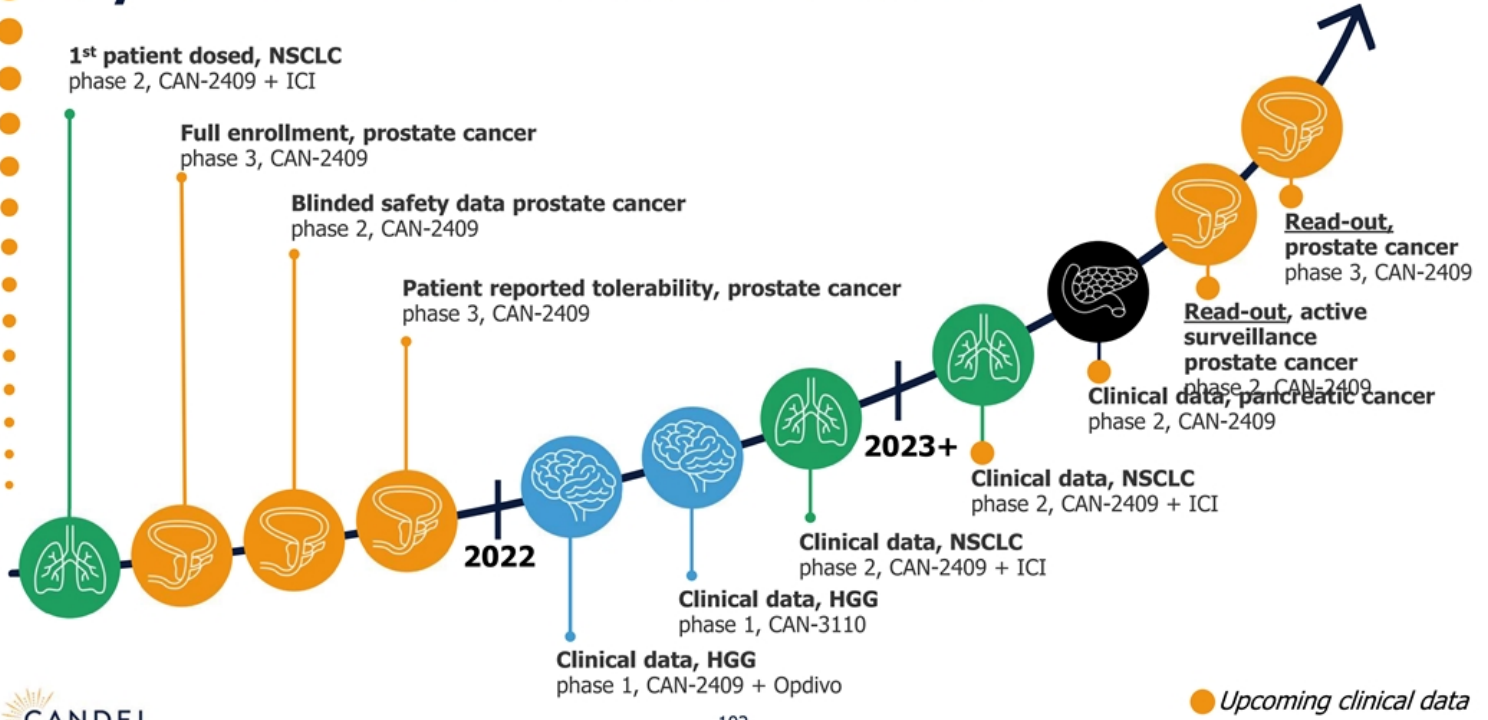 1st patient dosed, NSCLC
phase 2, CAN-2409 + ICI
Full enrollment, prostate cancer
phase 3, CAN-2409
Blinded safety data prostate cancer
phase 2, CAN-2409
Patient reported tolerability, prostate cancer
phase 3, CAN-2409
2022
Clinical data, HGG
phase 1, CAN-2409 + Opdivo
Clinical data, HGG
phase 1, CAN-3110
Clinical data, NSCLC
phase 2, CAN-2409 + ICI
2023+
Clinical data, NSCLC
phase 2, CAN-2409 + ICI
Clinical data, pancreatic cancer
phase 2, CAN-2409
Read-out, active
surveillance
prostate cancer
phase 2, CAN-2409
Read-out,
prostate cancer
phase 3, CAN-2409
Upcoming clinical data
CANDEL